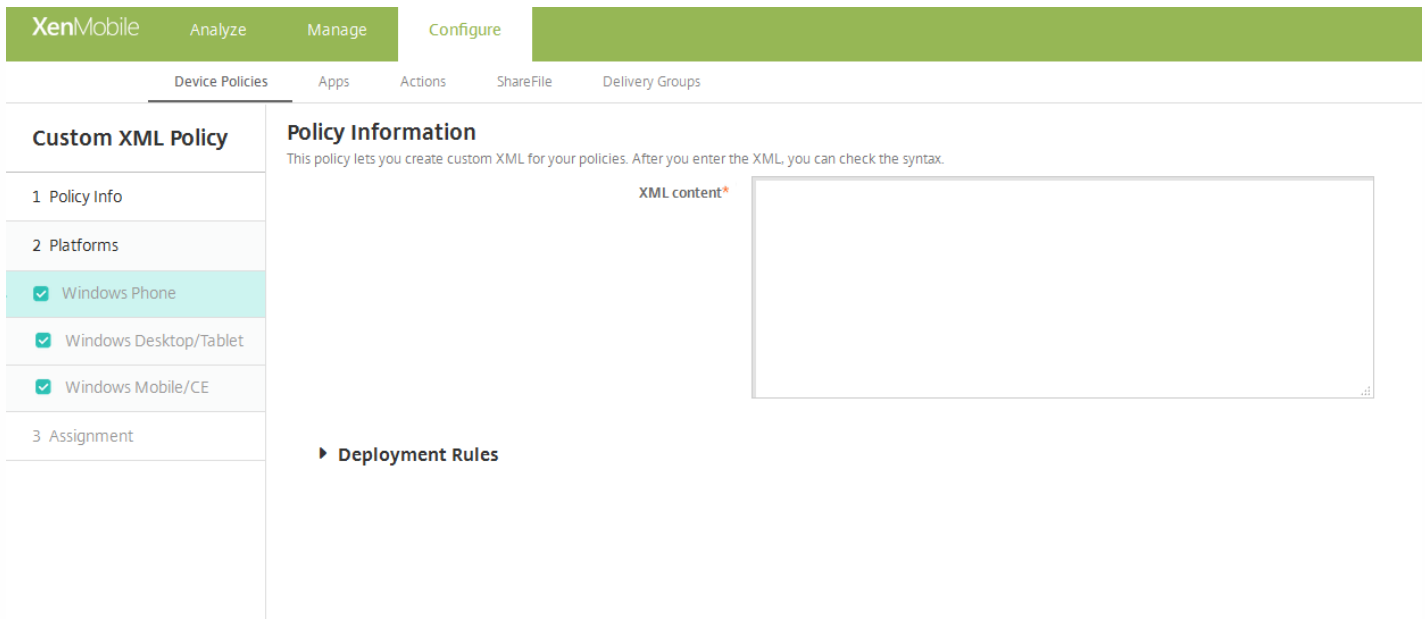 XenMobile Analyze Manage Configure
Device Policies Apps Actions ShareFile Delivery Groups
Custom XML Policy
1 Policy Info
2 Platforms
Windows Phone
Windows Desktop/Tablet
Windows Mobile/CE
3 Assignment
Policy Information
This policy lets you create custom XML for your policies. After you enter the XML, you can check the syntax.
XML content*
Deployment Rules